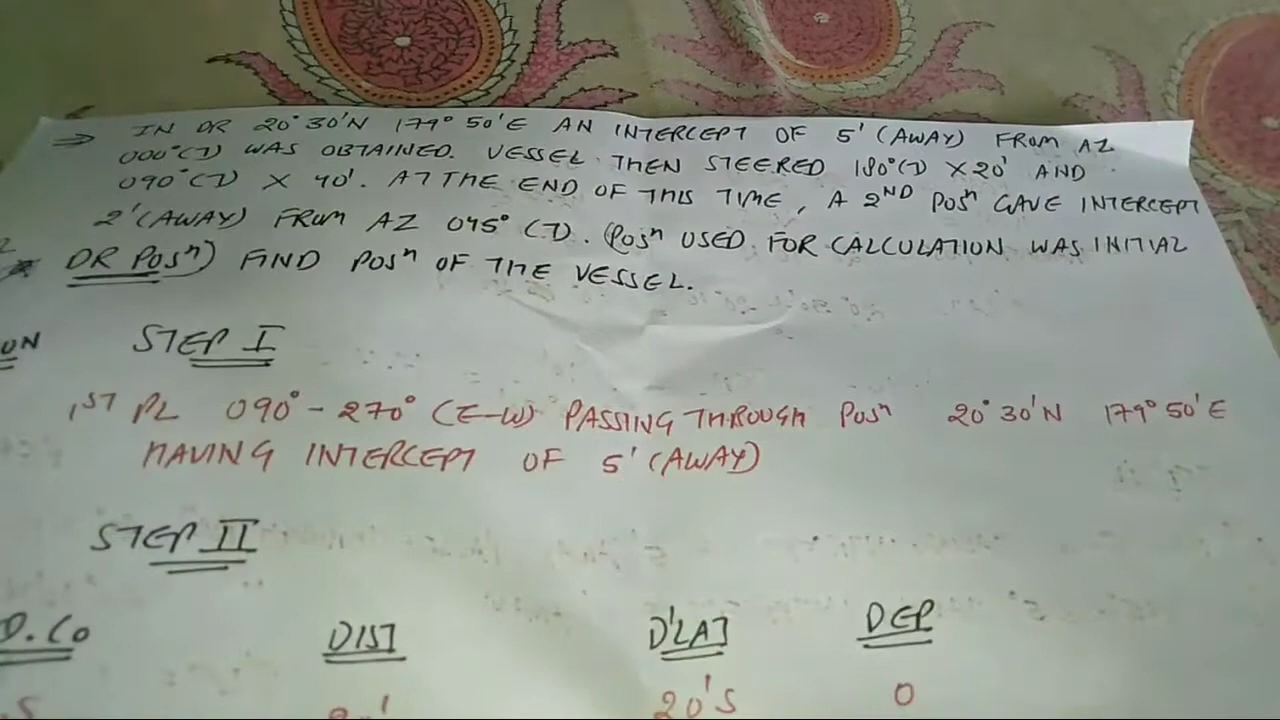 ⇒ IN DR 20° 30'N 179° 50'E AN INTERCEPT OF 5' (AWAY) FROM AZ
000°(T) WAS OBTAINED. VESSEL THEN STEERED 180°(T) X 20' AND
090°(T) X 40'. AT THE END OF THIS TIME, A 2ND POSn GAVE INTERCEPT
2' (AWAY) FROM AZ 045° (T). (POSn USED FOR CALCULATION WAS INITIAL
DR POSn) FIND POSn OF THE VESSEL.
ON STEP I
1ST PL 090° - 270° (E-W) PASSING THROUGH POSn 20° 30'N 179° 50'E
HAVING INTERCEPT OF 5' (AWAY)
STEP II
D.CO DIST D'LAT DEP
S 20'S 0